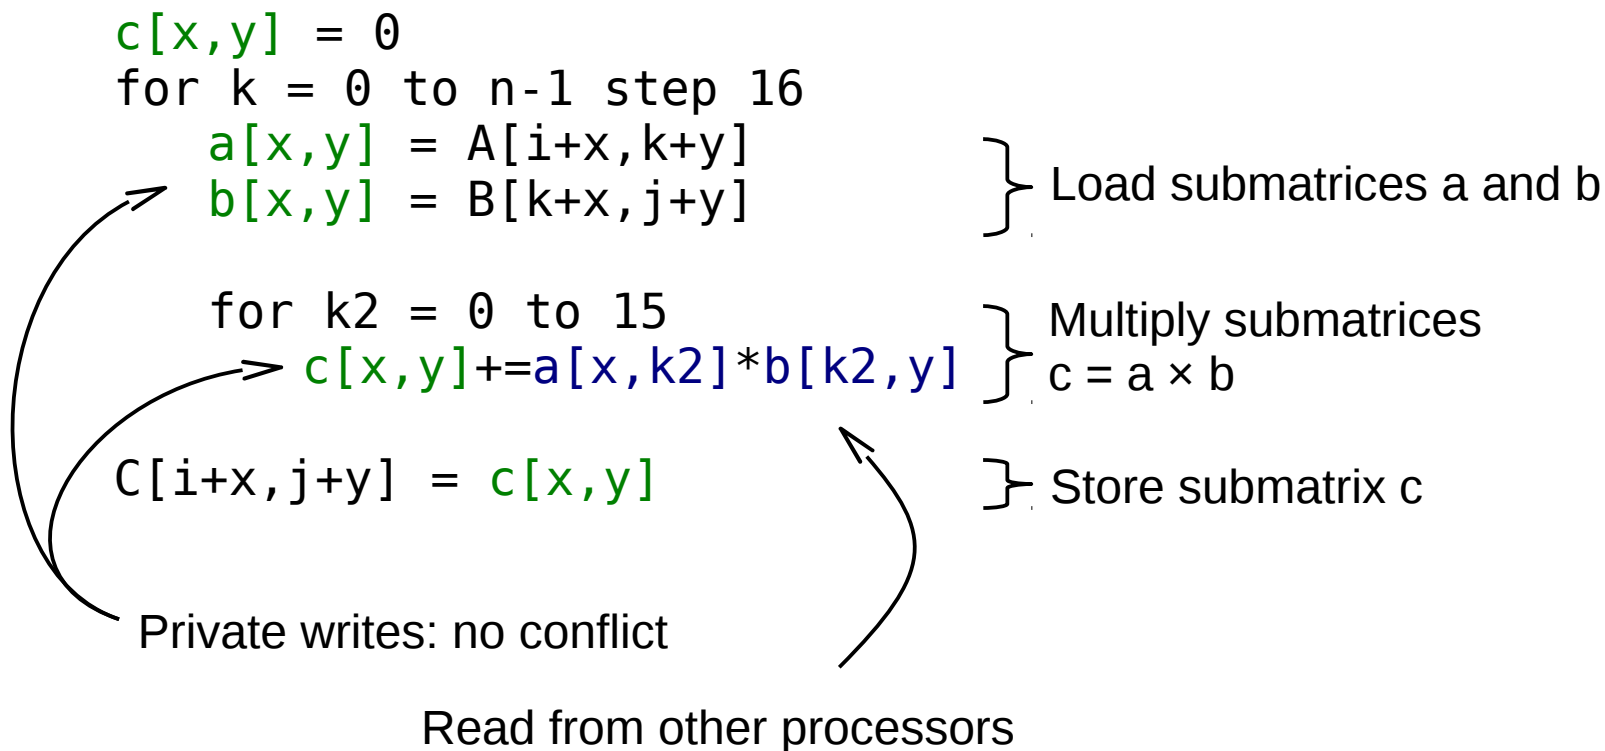 c[x,y] = 0
for k = 0 to n-1 step 16
a[x,y] = A[i+x,k+y]
b[x,y] = B[k+x,j+y]
Load submatrices a and b
for k2 = 0 to 15
c[x,y]+=a[x,k2]*b[k2,y]
Multiply submatrices
c = a × b
C[i+x,j+y] = c[x,y]
Store submatrix c
Private writes: no conflict
Read from other processors